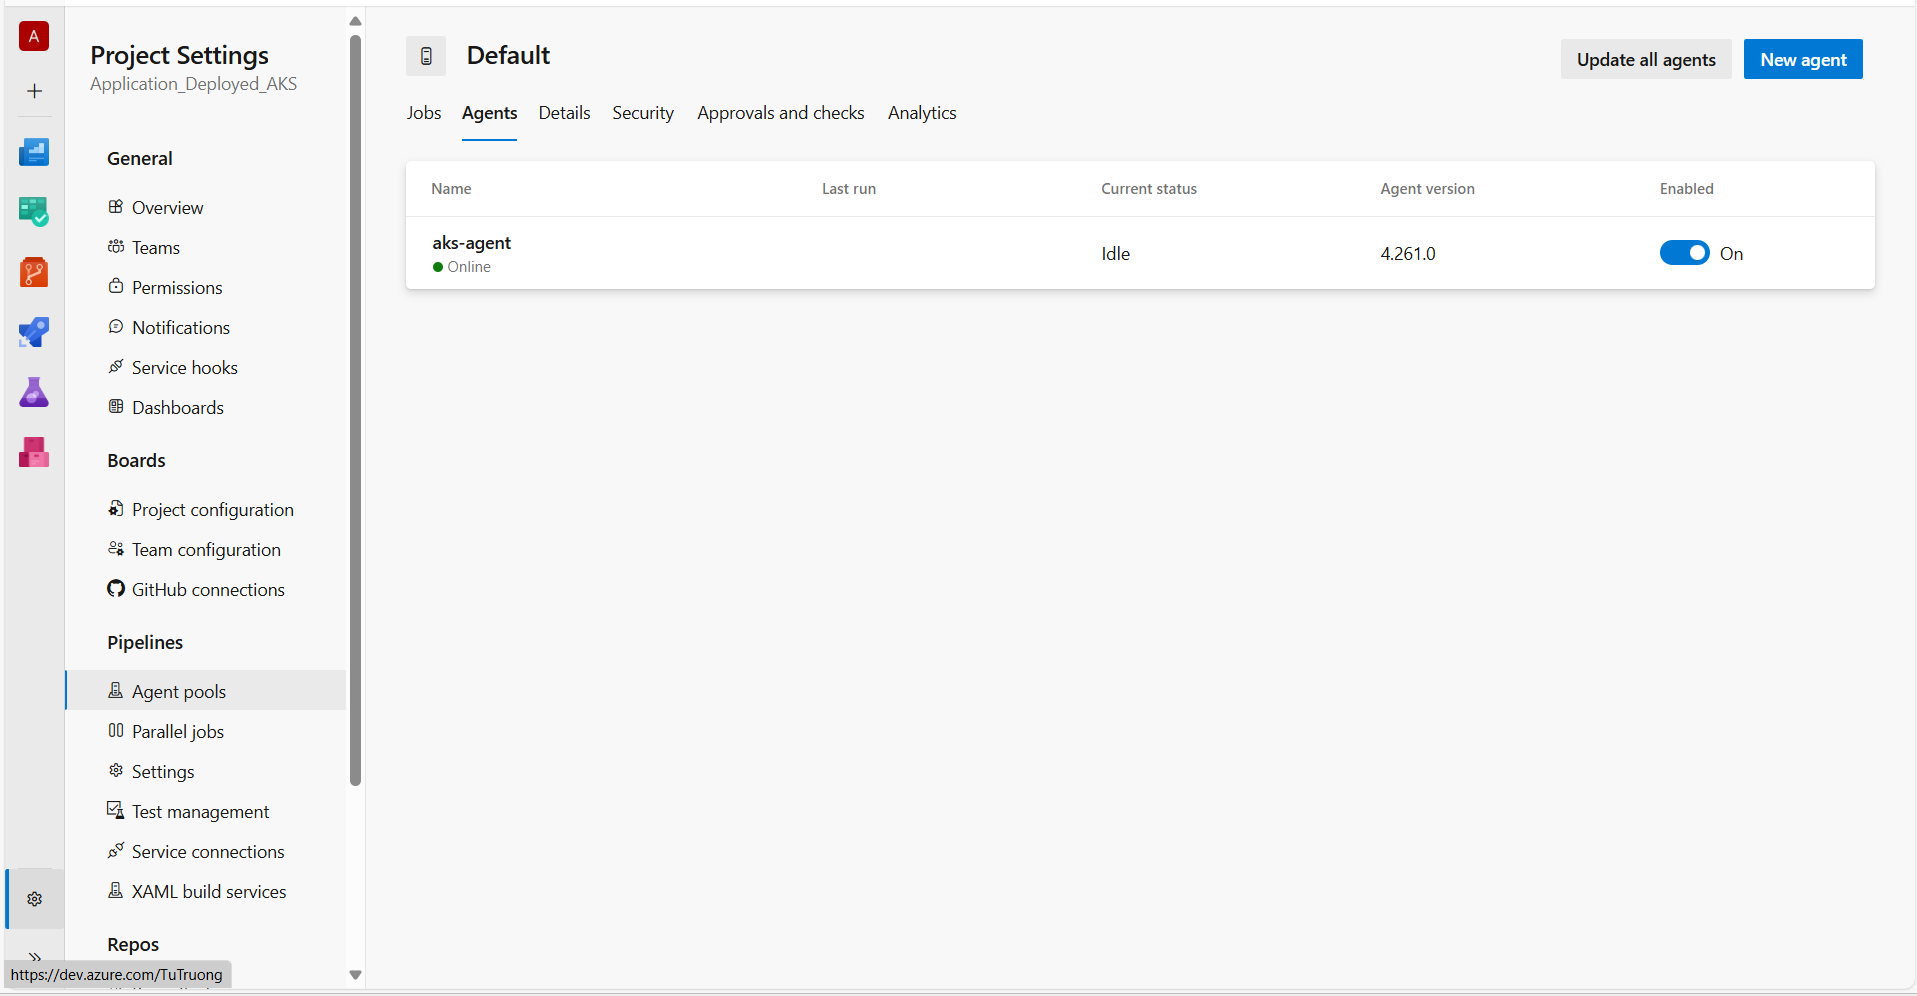 A
Project Settings
Application_Deployed_AKS
General
Overview
Teams
Permissions
Notifications
Service hooks
Dashboards
Boards
Project configuration
Team configuration
GitHub connections
Pipelines
Agent pools
Parallel jobs
Settings
Test management
Service connections
XAML build services
Repos
https://dev.azure.com/TuTruong
Default
Update all agents
New agent
Jobs Agents Details Security Approvals and checks Analytics
Name Last run Current status Agent version Enabled
aks-agent
Online
Idle 4.261.0 On